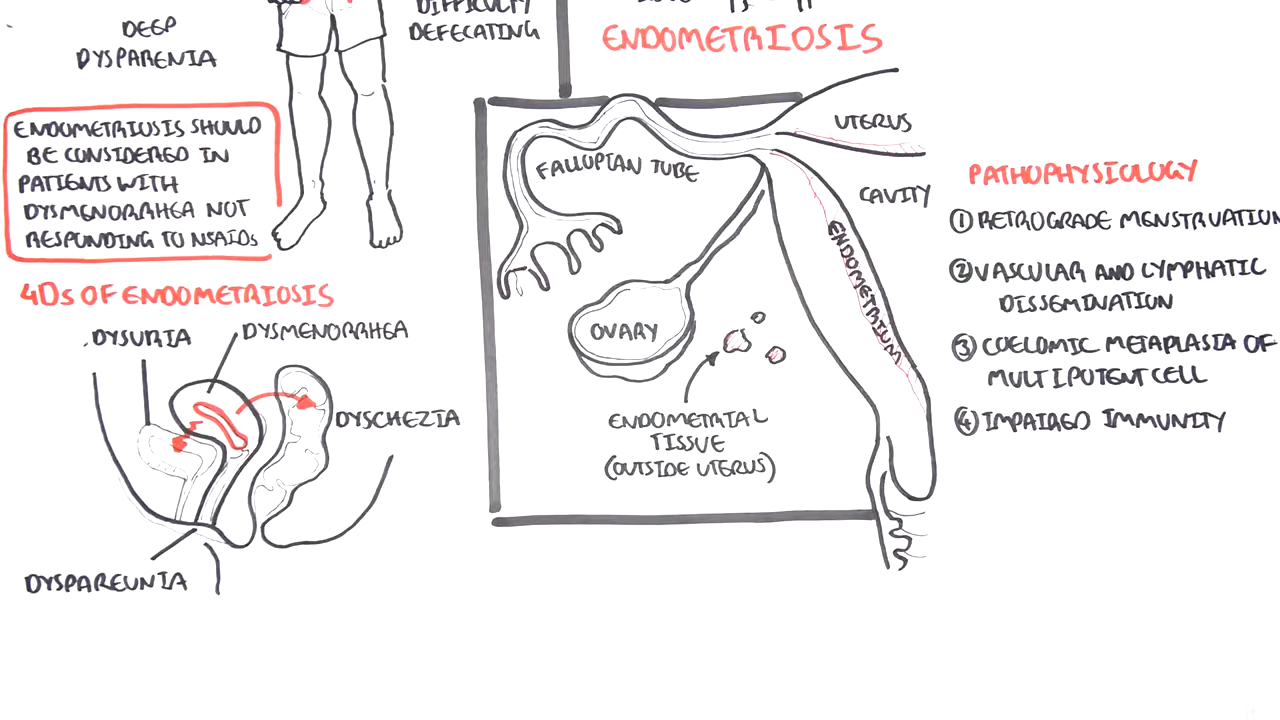 DEEP
DYSPARENIA
DIFFICULTY
DEFECATING
ENDOMETRIOSIS
ENDOMETRIOSIS SHOULD
BE CONSIDERED IN
PATIENTS WITH
DYSMENORRHEA NOT
RESPONDING TO NSAIDs
4Ds OF ENDOMETRIOSIS
DYSURIA
DYSMENORRHEA
DYSCHEZIA
DYSPAREUNIA
FALLOPIAN TUBE
UTERUS
CAVITY
ENDOMETRIUM
OVARY
ENDOMETRIAL
TISSUE
(OUTSIDE UTERUS)
PATHOPHYSIOLOGY
① RETROGRADE MENSTRUATION
② VASCULAR AND LYMPHATIC
DISSEMINATION
③ COELOMIC METAPLASIA OF
MULTIPOTENT CELL
④ IMPAIRED IMMUNITY